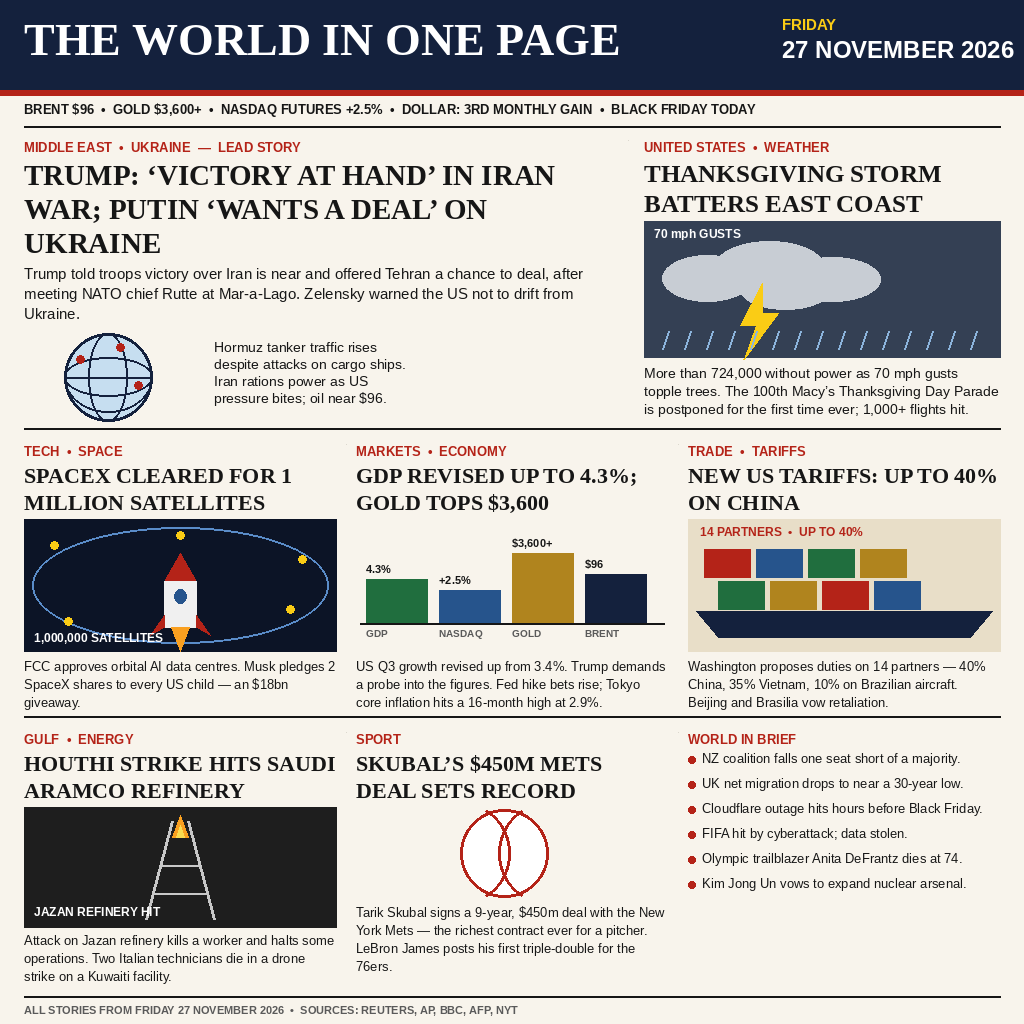 THE WORLD IN ONE PAGE
FRIDAY
27 NOVEMBER 2026
BRENT $96 • GOLD $3,600+ • NASDAQ FUTURES +2.5% • DOLLAR: 3RD MONTHLY GAIN • BLACK FRIDAY TODAY
MIDDLE EAST • UKRAINE — LEAD STORY
TRUMP: ‘VICTORY AT HAND’ IN IRAN
WAR; PUTIN ‘WANTS A DEAL’ ON
UKRAINE
Trump told troops victory over Iran is near and offered Tehran a chance to deal, after
meeting NATO chief Rutte at Mar-a-Lago. Zelensky warned the US not to drift from
Ukraine.
Hormuz tanker traffic rises
despite attacks on cargo ships.
Iran rations power as US
pressure bites; oil near $96.
UNITED STATES • WEATHER
THANKSGIVING STORM
BATTERS EAST COAST
70 mph GUSTS
More than 724,000 without power as 70 mph gusts
topple trees. The 100th Macy’s Thanksgiving Day Parade
is postponed for the first time ever; 1,000+ flights hit.
TECH • SPACE
SPACEX CLEARED FOR 1
MILLION SATELLITES
1,000,000 SATELLITES
FCC approves orbital AI data centres. Musk pledges 2
SpaceX shares to every US child — an $18bn
giveaway.
MARKETS • ECONOMY
GDP REVISED UP TO 4.3%;
GOLD TOPS $3,600
4.3%
+2.5%
$3,600+
$96
GDP
NASDAQ
GOLD
BRENT
US Q3 growth revised up from 3.4%. Trump demands
a probe into the figures. Fed hike bets rise; Tokyo
core inflation hits a 16-month high at 2.9%.
TRADE • TARIFFS
NEW US TARIFFS: UP TO 40%
ON CHINA
14 PARTNERS • UP TO 40%
Washington proposes duties on 14 partners — 40%
China, 35% Vietnam, 10% on Brazilian aircraft.
Beijing and Brasilia vow retaliation.
GULF • ENERGY
HOUTHI STRIKE HITS SAUDI
ARAMCO REFINERY
JAZAN REFINERY HIT
Attack on Jazan refinery kills a worker and halts some
operations. Two Italian technicians die in a drone
strike on a Kuwaiti facility.
SPORT
SKUBAL’S $450M METS
DEAL SETS RECORD
Tarik Skubal signs a 9-year, $450m deal with the New
York Mets — the richest contract ever for a pitcher.
LeBron James posts his first triple-double for the
76ers.
WORLD IN BRIEF
NZ coalition falls one seat short of a majority.
UK net migration drops to near a 30-year low.
Cloudflare outage hits hours before Black Friday.
FIFA hit by cyberattack; data stolen.
Olympic trailblazer Anita DeFrantz dies at 74.
Kim Jong Un vows to expand nuclear arsenal.
ALL STORIES FROM FRIDAY 27 NOVEMBER 2026 • SOURCES: REUTERS, AP, BBC, AFP, NYT